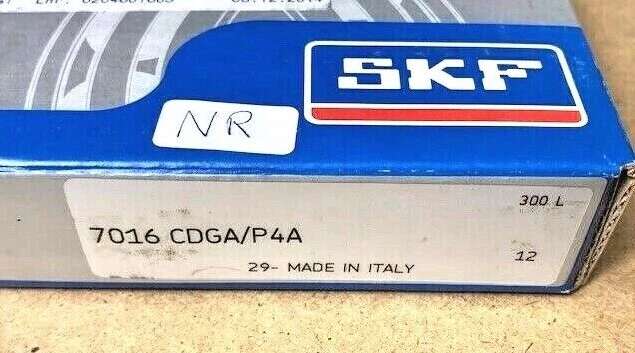 SKF
NR
300 L
7016 CDGA/P4A
12
29- MADE IN ITALY